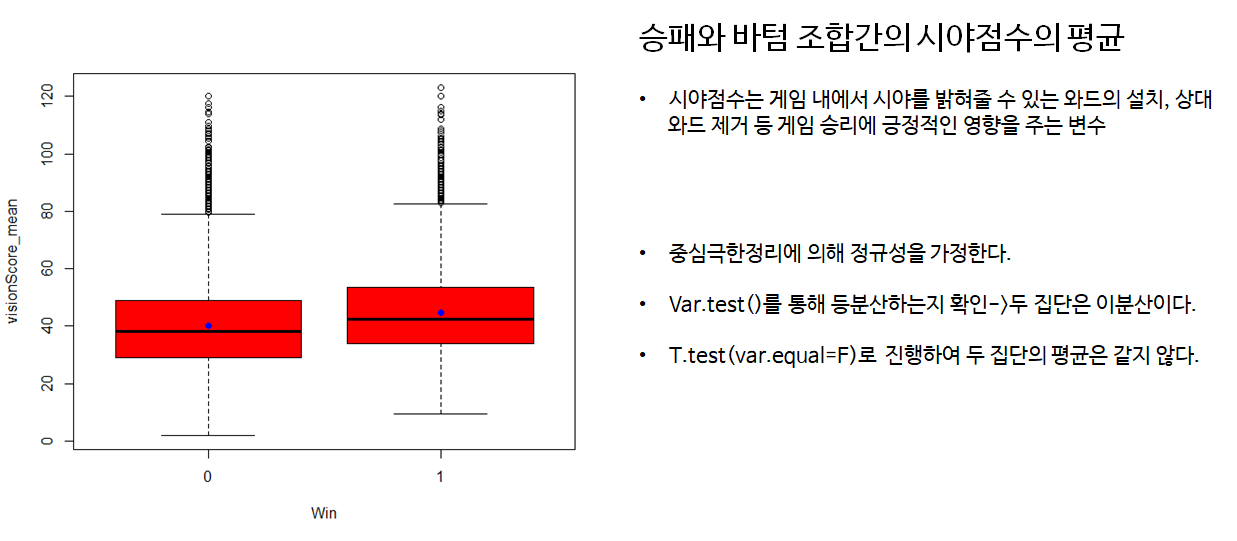 승패와 바텀 조합간의 시야점수의 평균
• 시야점수는 게임 내에서 시야를 밝혀줄 수 있는 와드의 설치, 상대
와드 제거 등 게임 승리에 긍정적인 영향을 주는 변수
• 중심극한정리에 의해 정규성을 가정한다.
• Var.test()를 통해 등분산하는지 확인->두 집단은 이분산이다.
• T.test(var.equal=F)로 진행하여 두 집단의 평균은 같지 않다.
visionScore_mean
120
100
80
60
40
20
0
0 1
Win